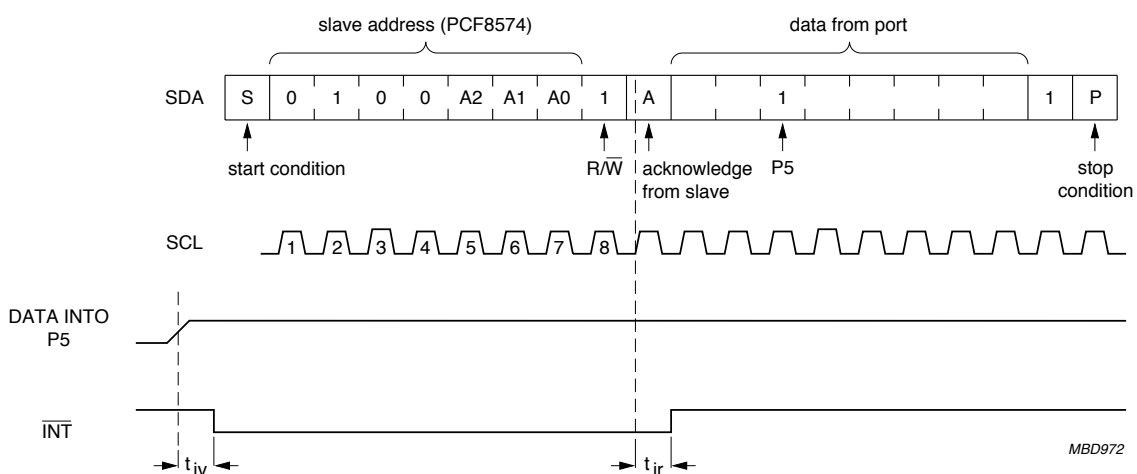 slave address (PCF8574) data from port
SDA S 0 1 0 0 A2 A1 A0 1 A 1 1 P
start condition R/W̅ acknowledge from slave P5 stop condition
SCL 1 2 3 4 5 6 7 8
DATA INTO P5
I̅N̅T̅
MBD972
t_iv t_ir